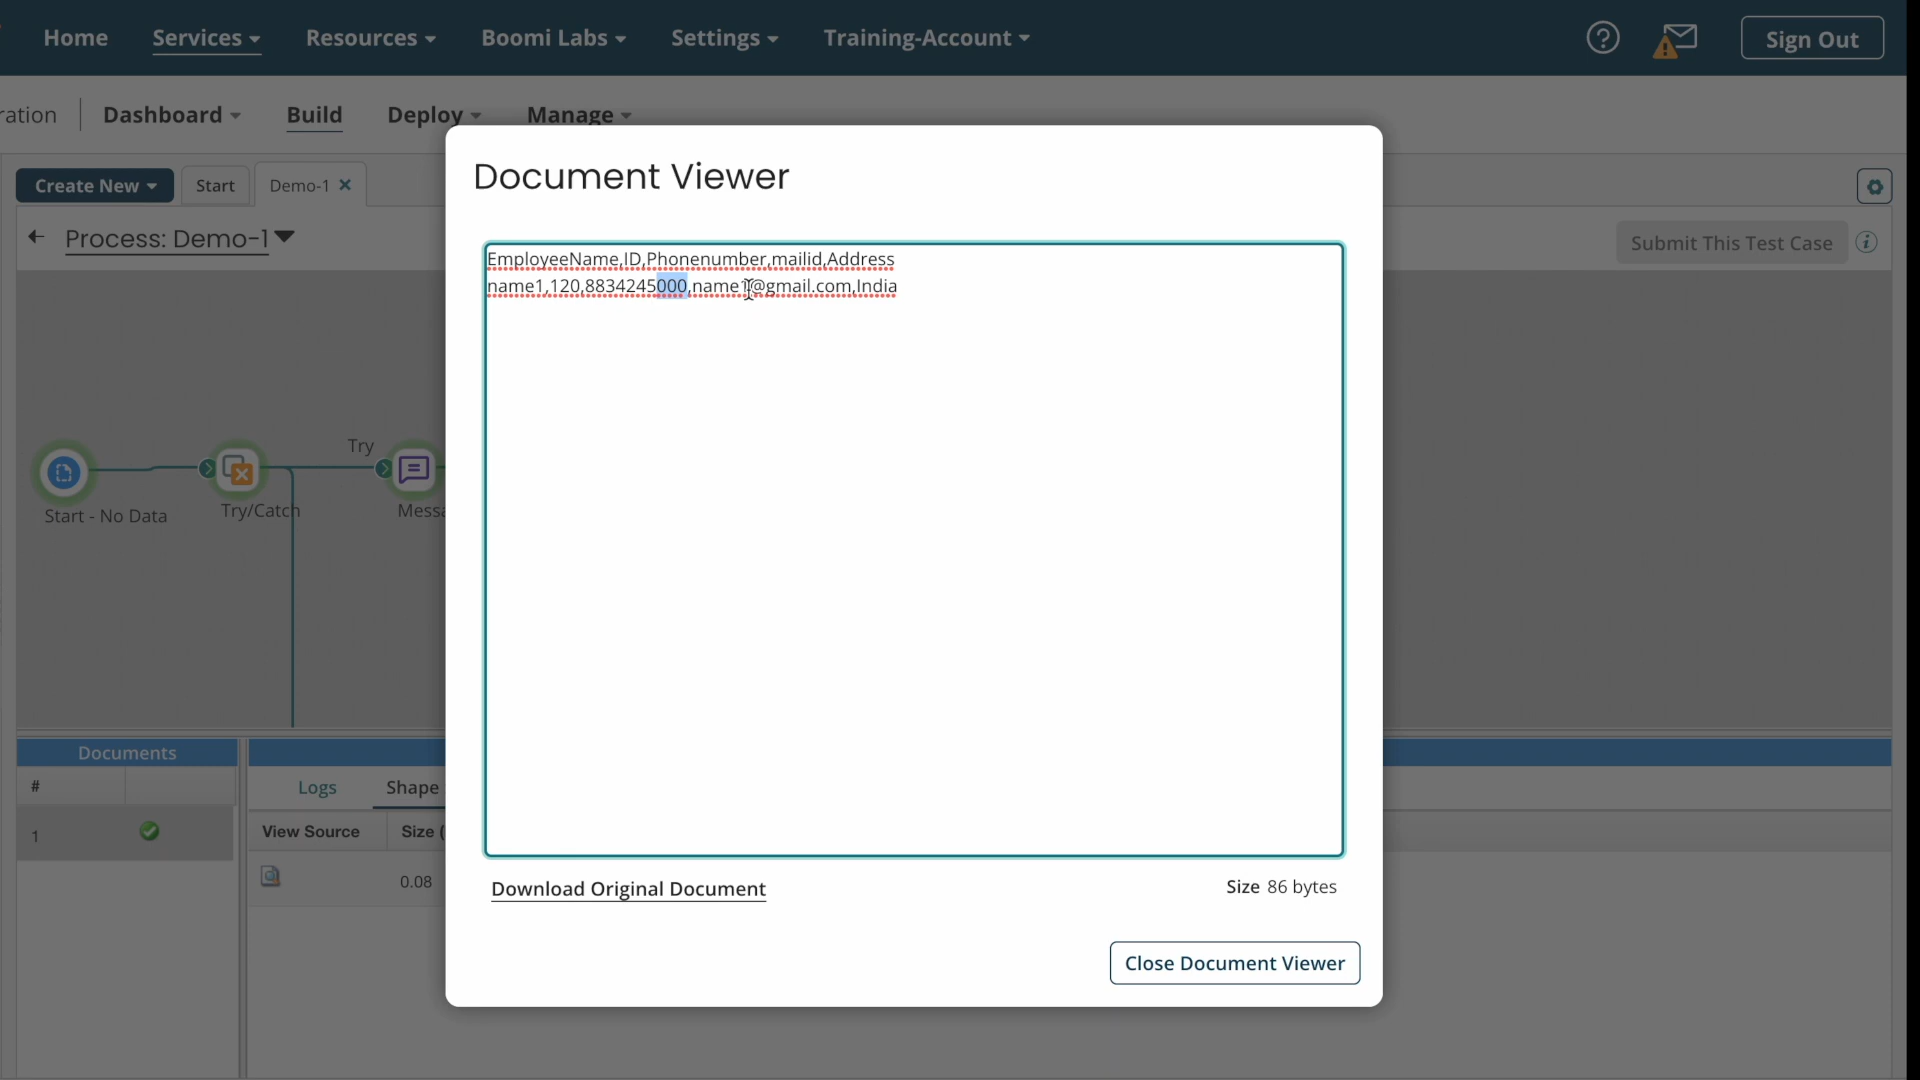 Home Services Resources Boomi Labs Settings Training-Account Sign Out
ration Dashboard Build Deploy Manage
Create New Start Demo-1
Process: Demo-1
Submit This Test Case
Document Viewer
EmployeeName,ID,Phonenumber,mailid,Address
name1,120,8834245000,name1@gmail.com,India
Try
Start - No Data
Try/Catch
Messa
Documents
#
1
Logs Shape
View Source Size (
0.08
Download Original Document
Size 86 bytes
Close Document Viewer